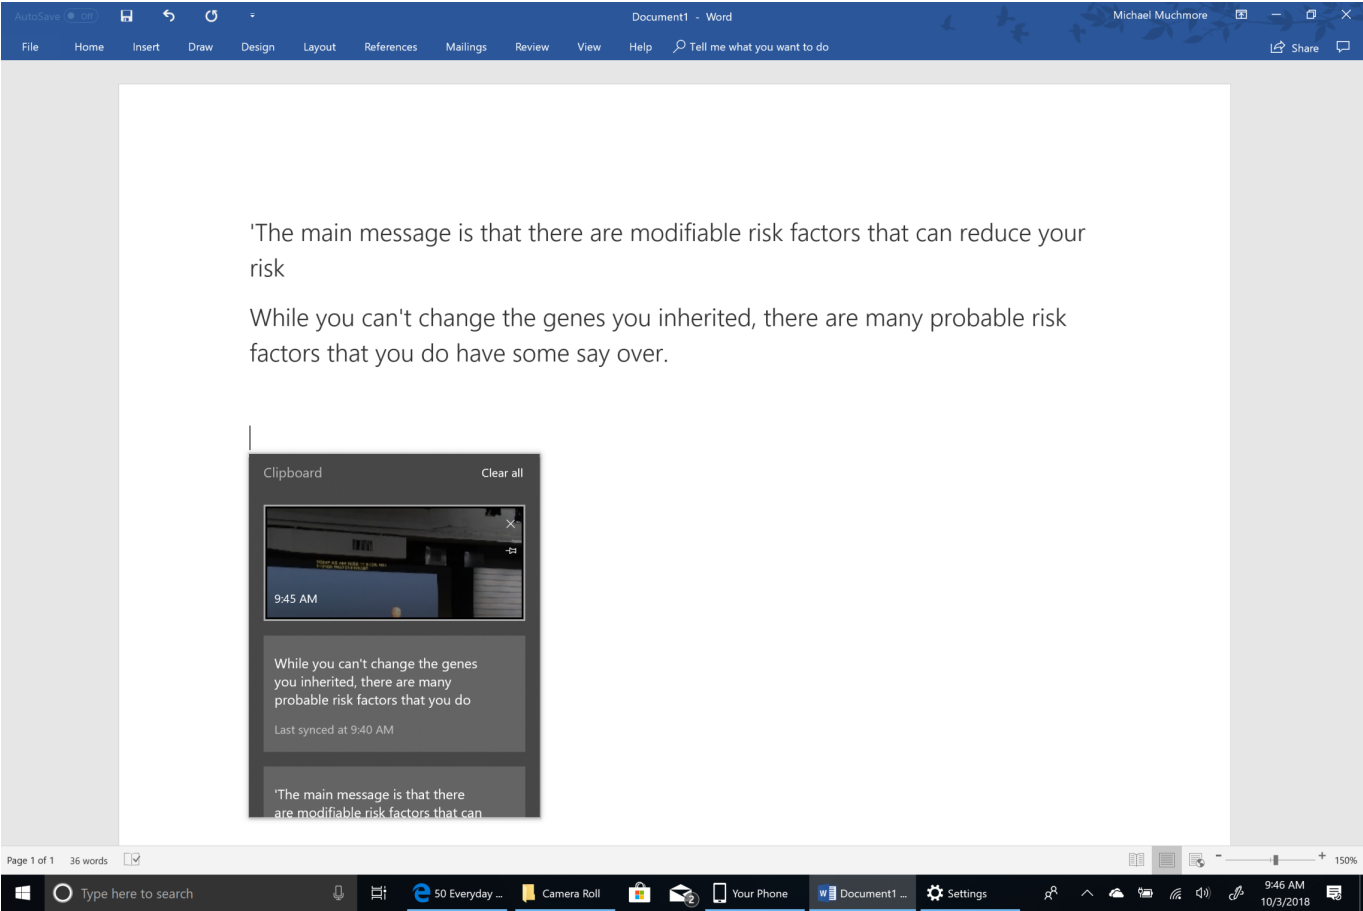 AutoSave Off
Document1 - Word
Michael Muchmore
File Home Insert Draw Design Layout References Mailings Review View Help Tell me what you want to do
Share
'The main message is that there are modifiable risk factors that can reduce your
risk
While you can't change the genes you inherited, there are many probable risk
factors that you do have some say over.
Clipboard Clear all
9:45 AM
While you can't change the genes
you inherited, there are many
probable risk factors that you do
Last synced at 9:40 AM
'The main message is that there
are modifiable risk factors that can
Page 1 of 1 36 words
150%
Type here to search
50 Everyday ...
Camera Roll
2
Your Phone
Document1 ...
Settings
9:46 AM
10/3/2018